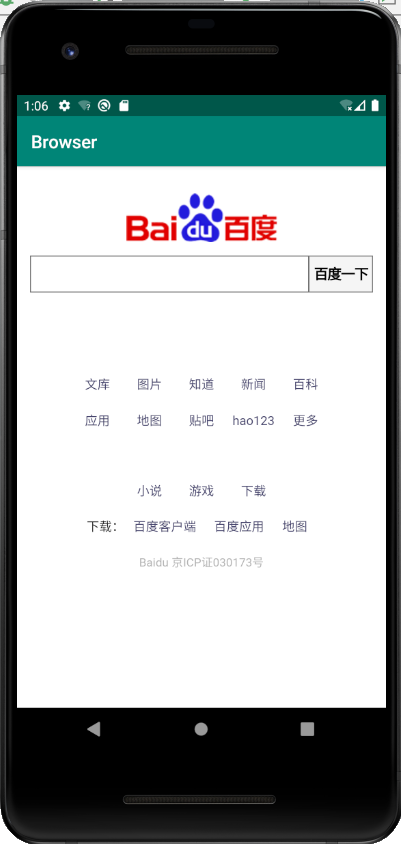 1:06
Browser
Bai du 百度
百度一下
文库 图片 知道 新闻 百科
应用 地图 贴吧 hao123 更多
小说 游戏 下载
下载： 百度客户端 百度应用 地图
Baidu 京ICP证030173号